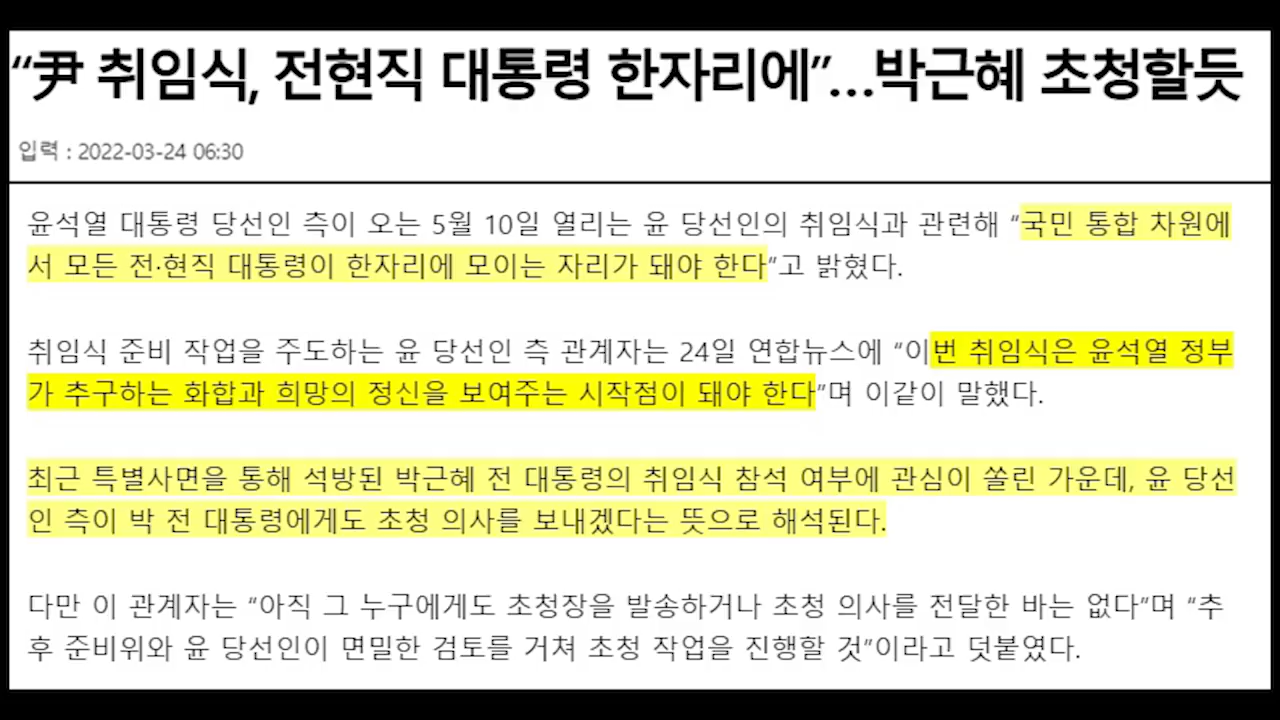 “尹 취임식, 전현직 대통령 한자리에”…박근혜 초청할듯
입력 : 2022-03-24 06:30
윤석열 대통령 당선인 측이 오는 5월 10일 열리는 윤 당선인의 취임식과 관련해 “국민 통합 차원에
서 모든 전·현직 대통령이 한자리에 모이는 자리가 돼야 한다”고 밝혔다.
취임식 준비 작업을 주도하는 윤 당선인 측 관계자는 24일 연합뉴스에 “이번 취임식은 윤석열 정부
가 추구하는 화합과 희망의 정신을 보여주는 시작점이 돼야 한다”며 이같이 말했다.
최근 특별사면을 통해 석방된 박근혜 전 대통령의 취임식 참석 여부에 관심이 쏠린 가운데, 윤 당선
인 측이 박 전 대통령에게도 초청 의사를 보내겠다는 뜻으로 해석된다.
다만 이 관계자는 “아직 그 누구에게도 초청장을 발송하거나 초청 의사를 전달한 바는 없다”며 “추
후 준비위와 윤 당선인이 면밀한 검토를 거쳐 초청 작업을 진행할 것”이라고 덧붙였다.